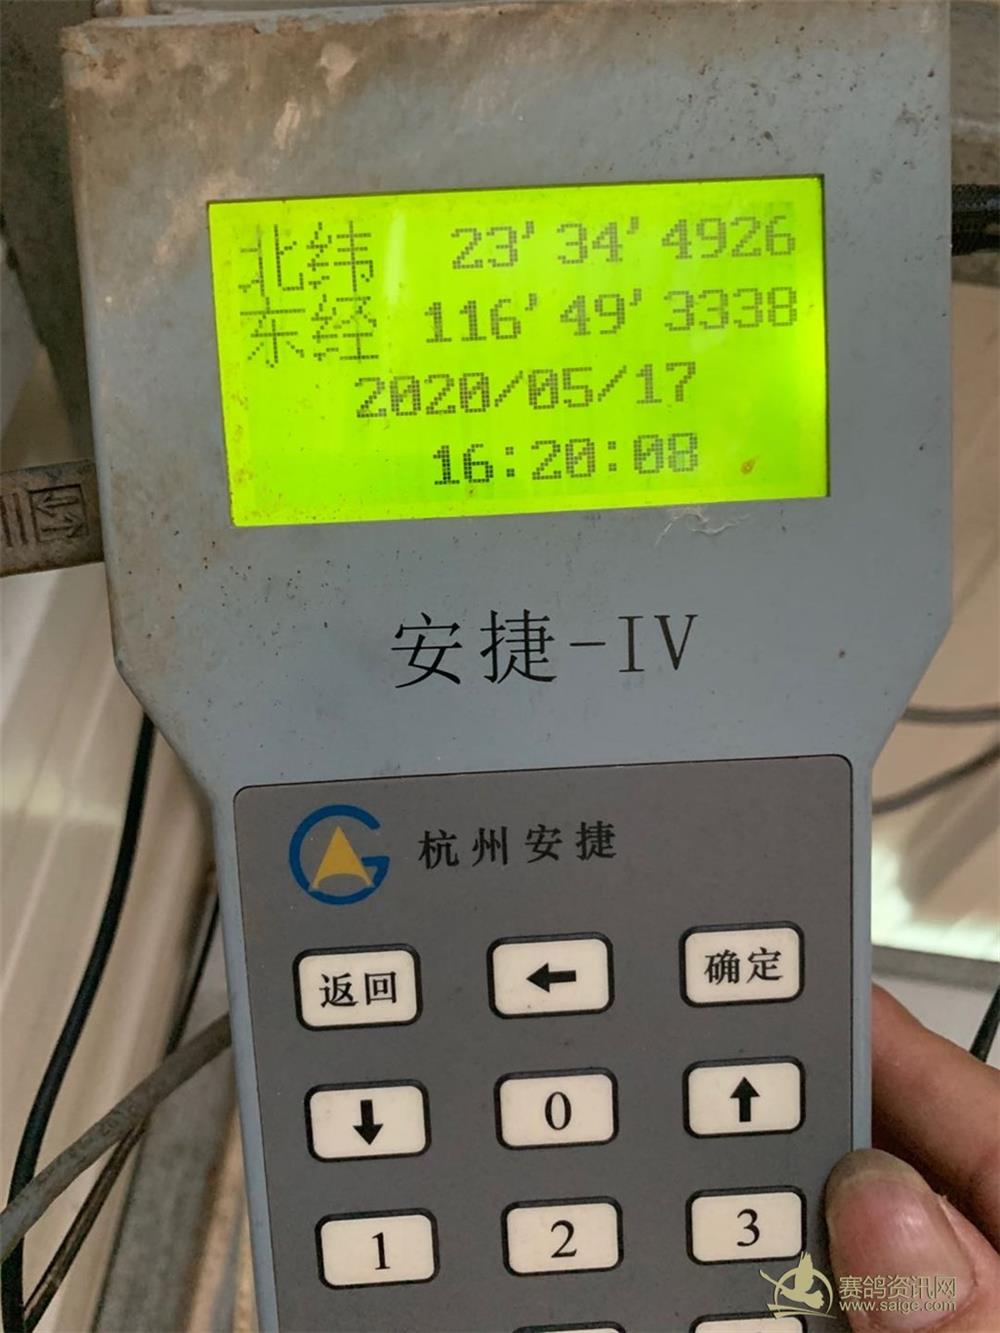 北纬 23' 34' 4926
东经 116' 49' 3338
2020/05/17
16:20:08
安捷-IV
杭州安捷
返回 ← 确定
↓ 0 ↑
1 2 3
赛鸽资讯网
www.saige.com